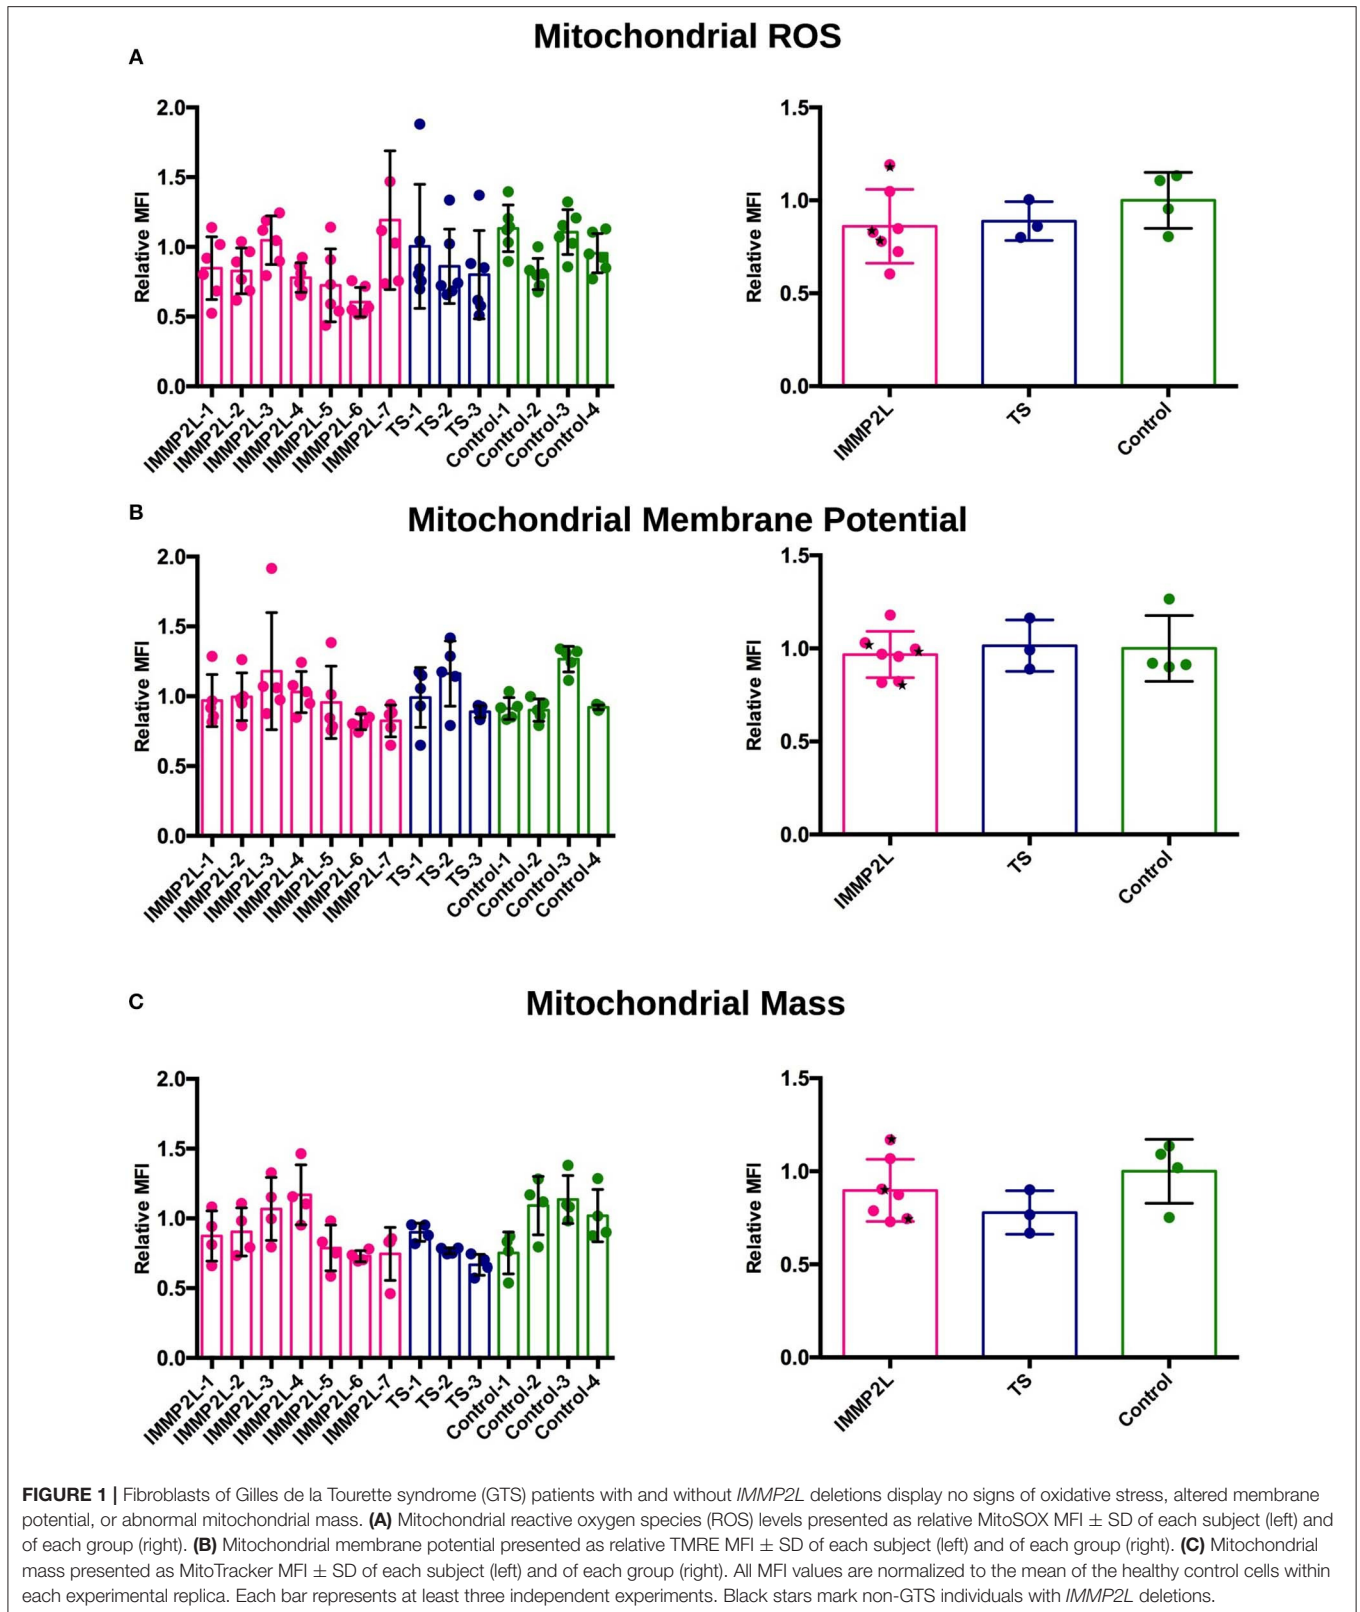 Mitochondrial ROS
A
2.0
1.5
1.0
0.5
0.0
Relative MFI
IMMP2L-1
IMMP2L-2
IMMP2L-3
IMMP2L-4
IMMP2L-5
IMMP2L-6
IMMP2L-7
TS-1
TS-2
TS-3
Control-1
Control-2
Control-3
Control-4
1.5
1.0
0.5
0.0
Relative MFI
IMMP2L
TS
Control
B
Mitochondrial Membrane Potential
2.0
1.5
1.0
0.5
0.0
Relative MFI
IMMP2L-1
IMMP2L-2
IMMP2L-3
IMMP2L-4
IMMP2L-5
IMMP2L-6
IMMP2L-7
TS-1
TS-2
TS-3
Control-1
Control-2
Control-3
Control-4
1.5
1.0
0.5
0.0
Relative MFI
IMMP2L
TS
Control
C
Mitochondrial Mass
2.0
1.5
1.0
0.5
0.0
Relative MFI
IMMP2L-1
IMMP2L-2
IMMP2L-3
IMMP2L-4
IMMP2L-5
IMMP2L-6
IMMP2L-7
TS-1
TS-2
TS-3
Control-1
Control-2
Control-3
Control-4
1.5
1.0
0.5
0.0
Relative MFI
IMMP2L
TS
Control
FIGURE 1 | Fibroblasts of Gilles de la Tourette syndrome (GTS) patients with and without IMMP2L deletions display no signs of oxidative stress, altered membrane
potential, or abnormal mitochondrial mass. (A) Mitochondrial reactive oxygen species (ROS) levels presented as relative MitoSOX MFI ± SD of each subject (left) and
of each group (right). (B) Mitochondrial membrane potential presented as relative TMRE MFI ± SD of each subject (left) and of each group (right). (C) Mitochondrial
mass presented as MitoTracker MFI ± SD of each subject (left) and of each group (right). All MFI values are normalized to the mean of the healthy control cells within
each experimental replica. Each bar represents at least three independent experiments. Black stars mark non-GTS individuals with IMMP2L deletions.